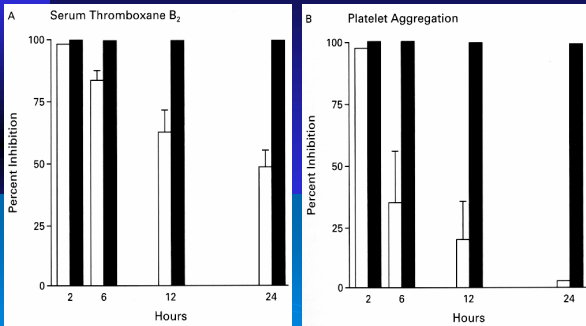 A
Serum Thromboxane B₂
100
75
50
25
0
Percent Inhibition
2 6 12 24
Hours
B
Platelet Aggregation
100
75
50
25
0
Percent Inhibition
2 6 12 24
Hours